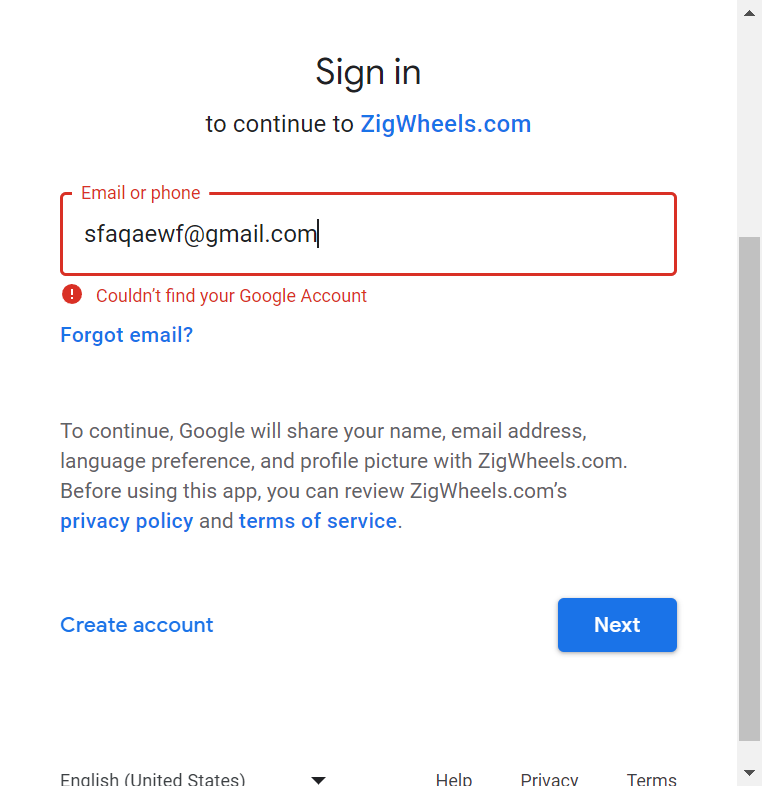 Sign in
to continue to ZigWheels.com
Email or phone
sfaqaewf@gmail.com
Couldn’t find your Google Account
Forgot email?
To continue, Google will share your name, email address,
language preference, and profile picture with ZigWheels.com.
Before using this app, you can review ZigWheels.com’s
privacy policy and terms of service.
Create account Next
English (United States) Help Privacy Terms